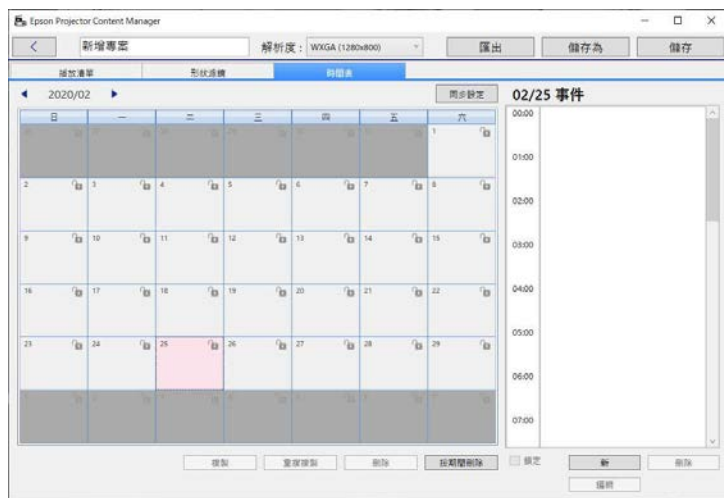 Epson Projector Content Manager
新增專案 解析度： WXGA (1280x800) 匯出 儲存為 儲存
播放清單 形狀濾鏡 時間表
2020/02 同步設定 02/25 事件
日 一 二 三 四 五 六
1
2 3 4 5 6 7 8
9 10 11 12 13 14 15
16 17 18 19 20 21 22
23 24 25 26 27 28 29
00:00
01:00
02:00
03:00
04:00
05:00
06:00
07:00
複製 重複複製 刪除 按期間刪除 鎖定 新 刪除
編輯